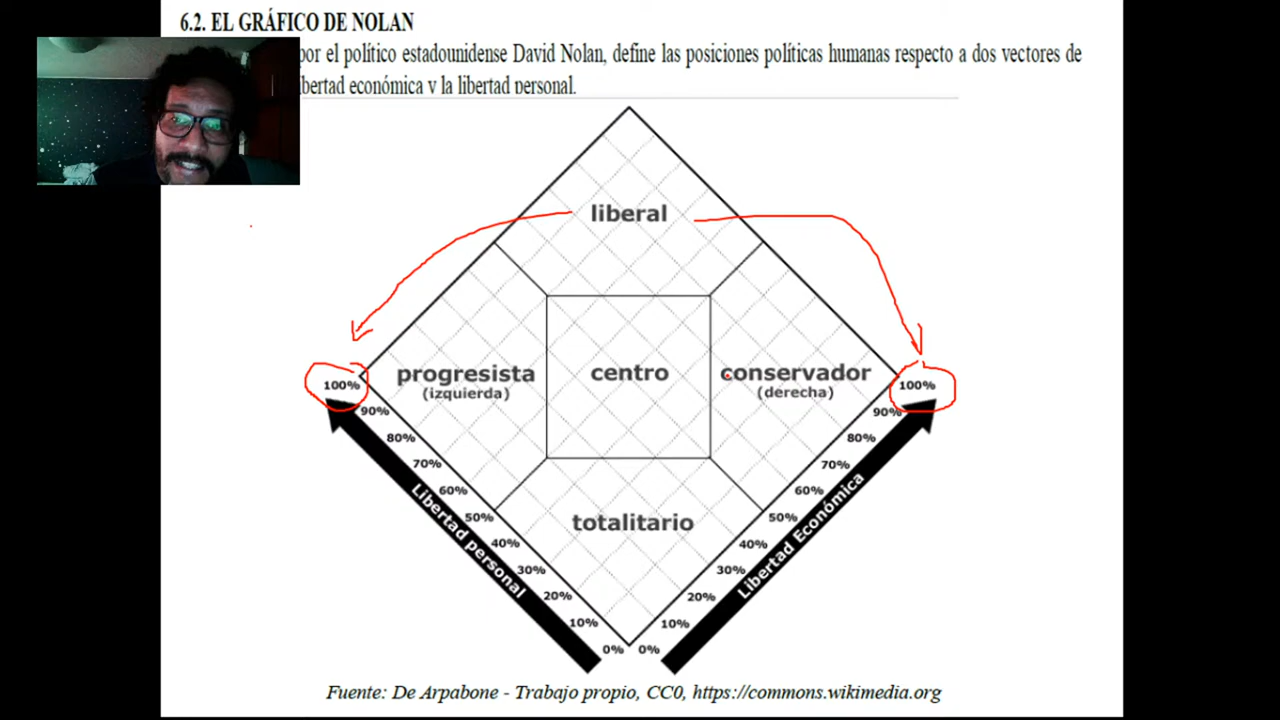 6.2. EL GRÁFICO DE NOLAN
por el político estadounidense David Nolan, define las posiciones políticas humanas respecto a dos vectores de
libertad económica y la libertad personal.
liberal
progresista
(izquierda)
centro
conservador
(derecha)
totalitario
100%
90%
80%
70%
60%
50%
40%
30%
20%
10%
0%
Libertad personal
100%
90%
80%
70%
60%
50%
40%
30%
20%
10%
0%
Libertad Económica
Fuente: De Arpabone - Trabajo propio, CC0, https://commons.wikimedia.org